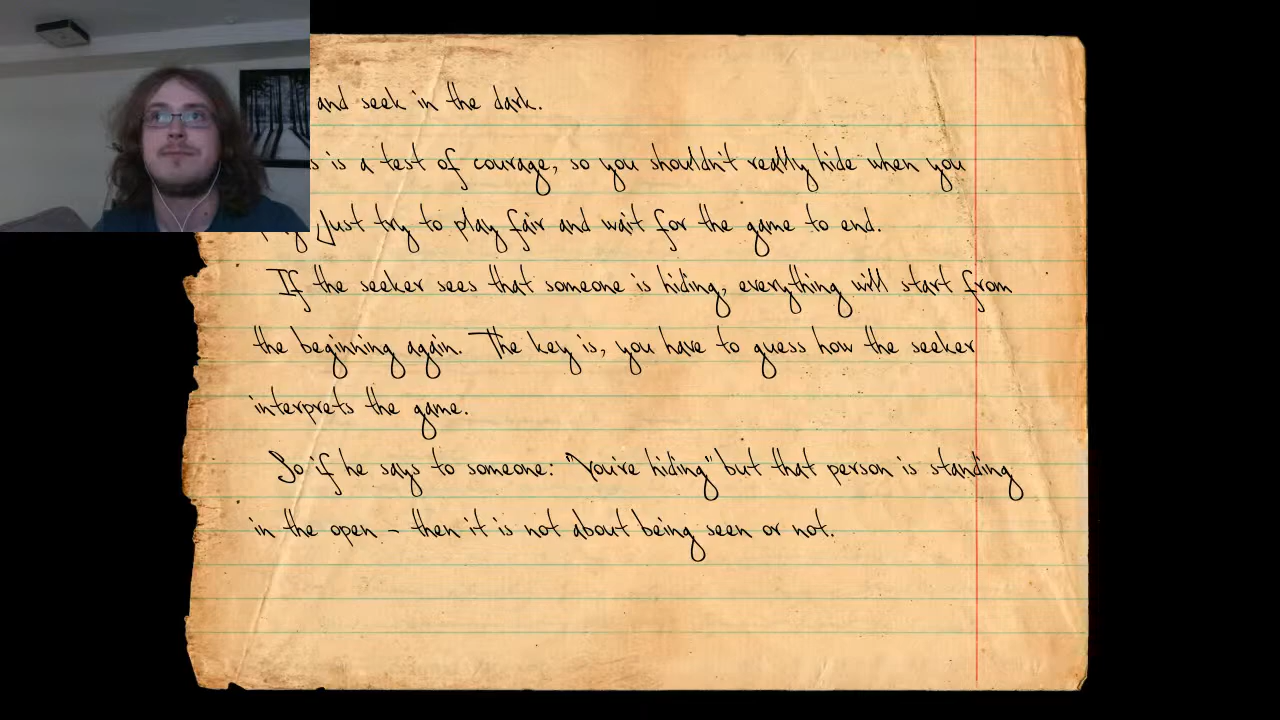 and seek in the dark.
is a test of courage, so you shouldn't really hide when you
Just try to play fair and wait for the game to end.
If the seeker sees that someone is hiding, everything will start from
the beginning again. The key is, you have to guess how the seeker
interprets the game.
So if he says to someone: "You're hiding" but that person is standing
in the open - then it is not about being seen or not.